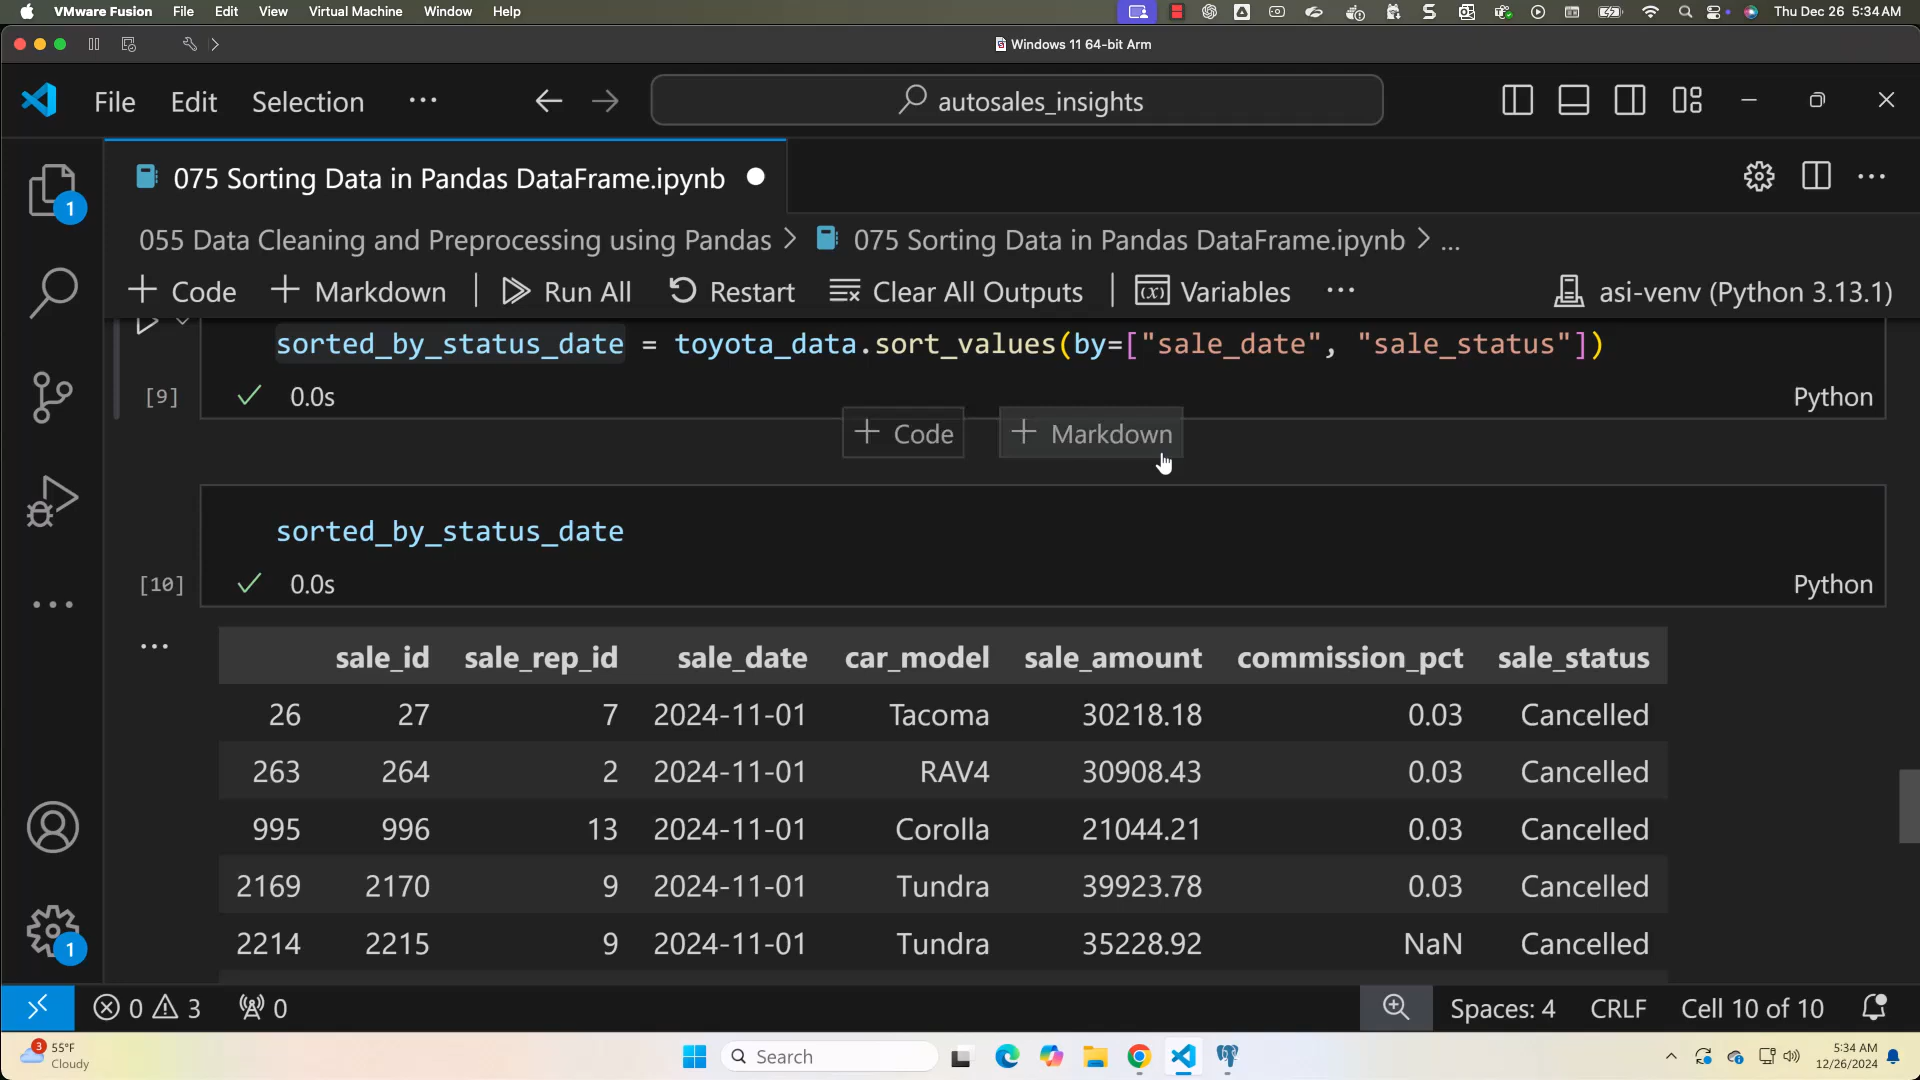 VMware Fusion File Edit View Virtual Machine Window Help Thu Dec 26 5:34 AM
Windows 11 64-bit Arm
File Edit Selection ... autosales_insights
075 Sorting Data in Pandas DataFrame.ipynb
1
055 Data Cleaning and Preprocessing using Pandas > 075 Sorting Data in Pandas DataFrame.ipynb > ...
+ Code + Markdown Run All Restart Clear All Outputs Variables ... asi-venv (Python 3.13.1)
sorted_by_status_date = toyota_data.sort_values(by=["sale_date", "sale_status"])
[9] 0.0s Python
+ Code + Markdown
sorted_by_status_date
[10] 0.0s Python
sale_id sale_rep_id sale_date car_model sale_amount commission_pct sale_status
26 27 7 2024-11-01 Tacoma 30218.18 0.03 Cancelled
263 264 2 2024-11-01 RAV4 30908.43 0.03 Cancelled
995 996 13 2024-11-01 Corolla 21044.21 0.03 Cancelled
2169 2170 9 2024-11-01 Tundra 39923.78 0.03 Cancelled
2214 2215 9 2024-11-01 Tundra 35228.92 NaN Cancelled
1
0 3 0 Spaces: 4 CRLF Cell 10 of 10
3 55°F Search 5:34 AM
Cloudy 12/26/2024